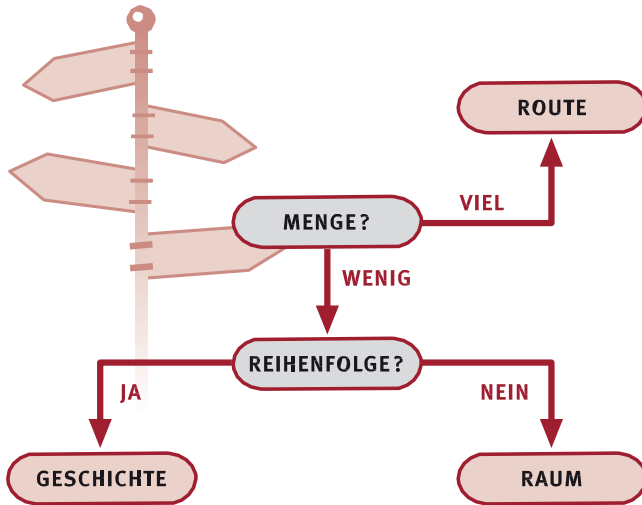 ROUTE
VIEL
MENGE?
WENIG
REIHENFOLGE?
JA
NEIN
GESCHICHTE
RAUM